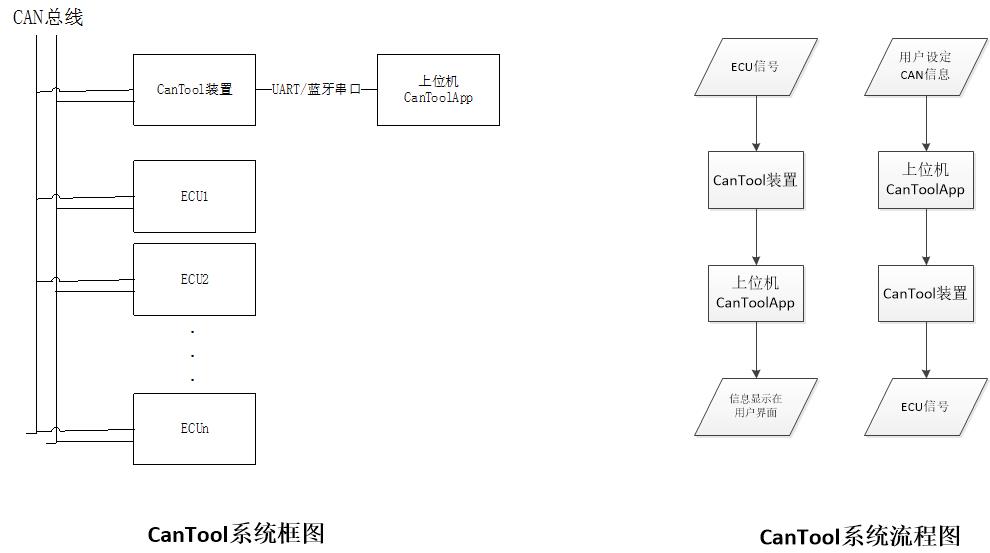 CAN总线
CanTool装置
UART/蓝牙串口
上位机
CanToolApp
ECU1
ECU2
.
.
.
ECUn
CanTool系统框图
ECU信号
CanTool装置
上位机
CanToolApp
信息显示在
用户界面
用户设定
CAN信息
上位机
CanToolApp
CanTool装置
ECU信号
CanTool系统流程图